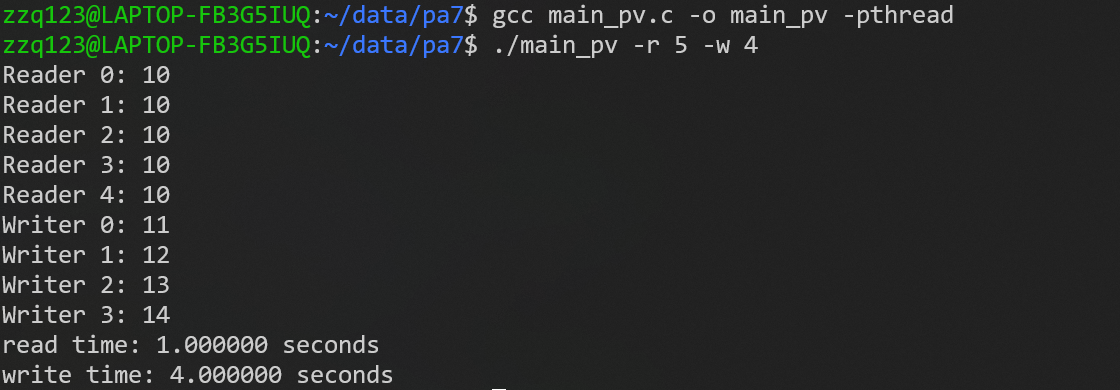 zzq123@LAPTOP-FB3G5IUQ:~/data/pa7$ gcc main_pv.c -o main_pv -pthread
zzq123@LAPTOP-FB3G5IUQ:~/data/pa7$ ./main_pv -r 5 -w 4
Reader 0: 10
Reader 1: 10
Reader 2: 10
Reader 3: 10
Reader 4: 10
Writer 0: 11
Writer 1: 12
Writer 2: 13
Writer 3: 14
read time: 1.000000 seconds
write time: 4.000000 seconds